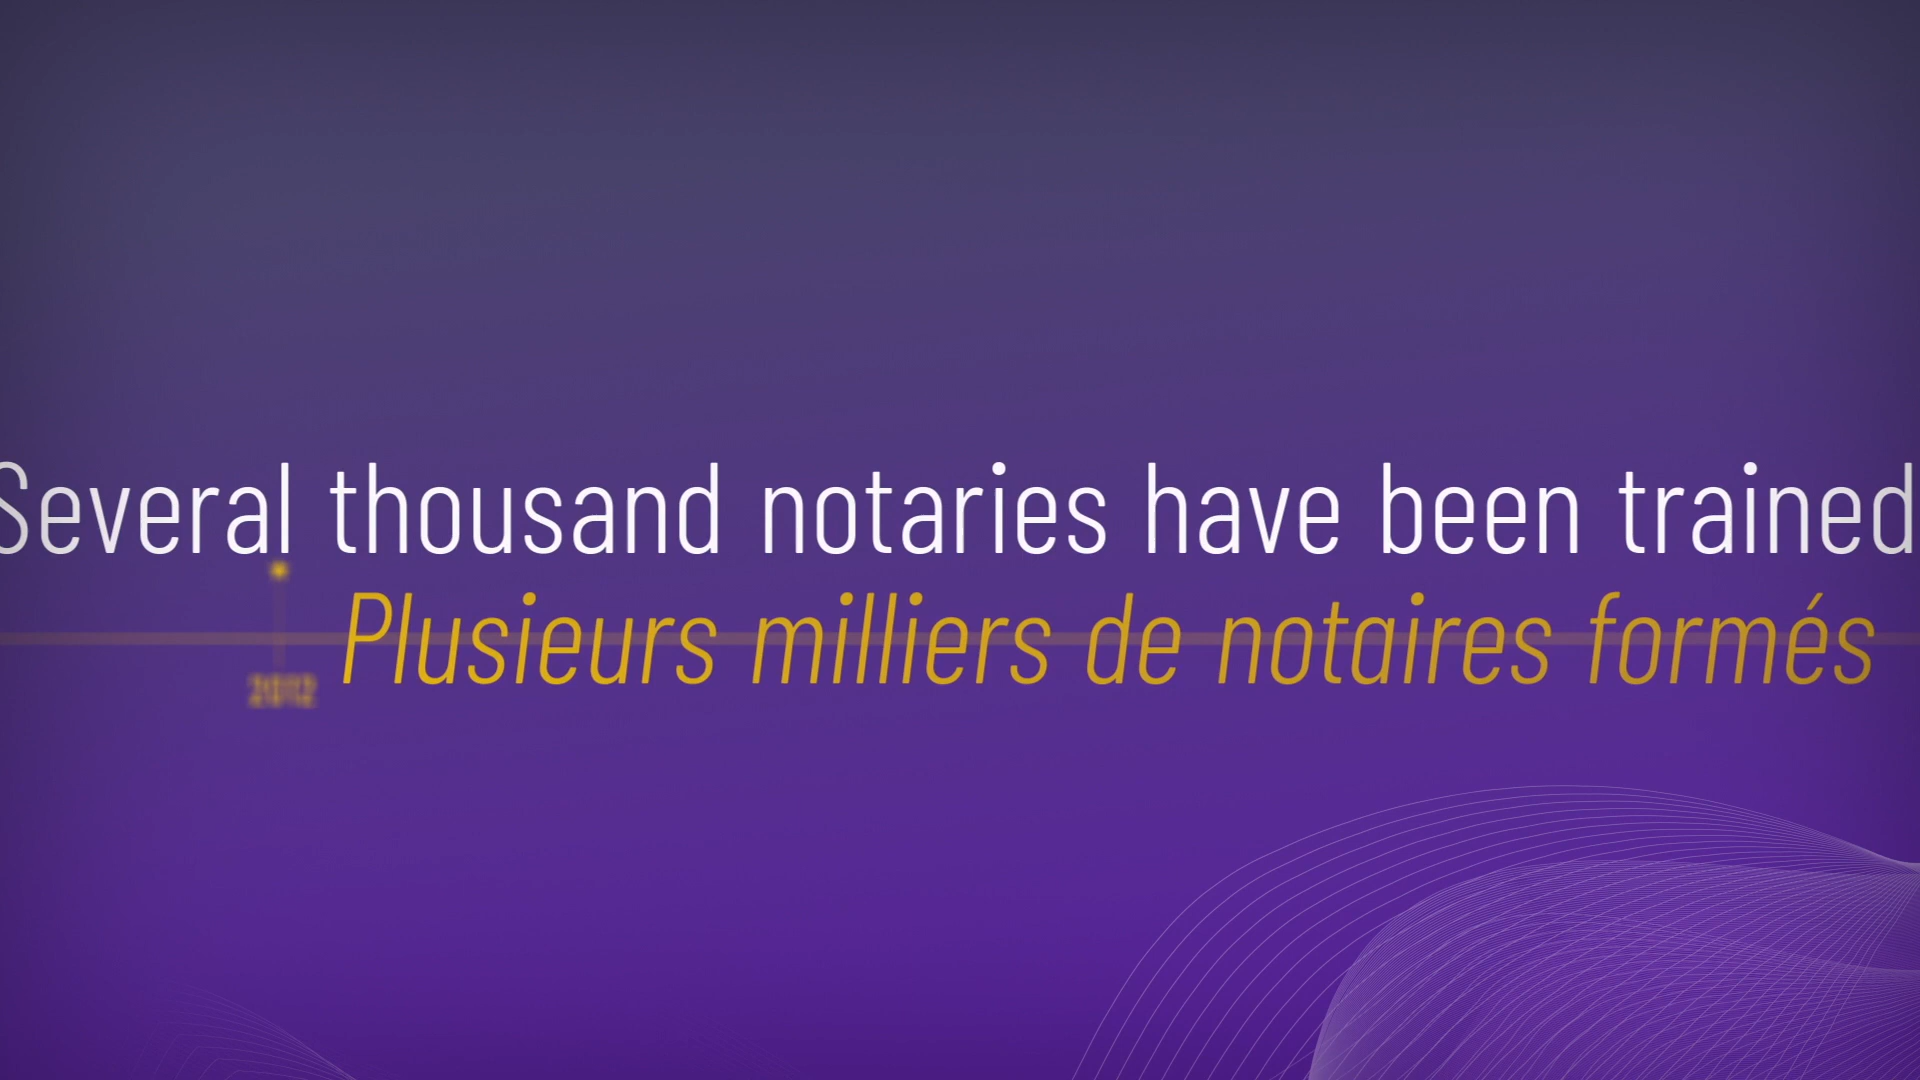 Several thousand notaries have been trained
Plusieurs milliers de notaires formés